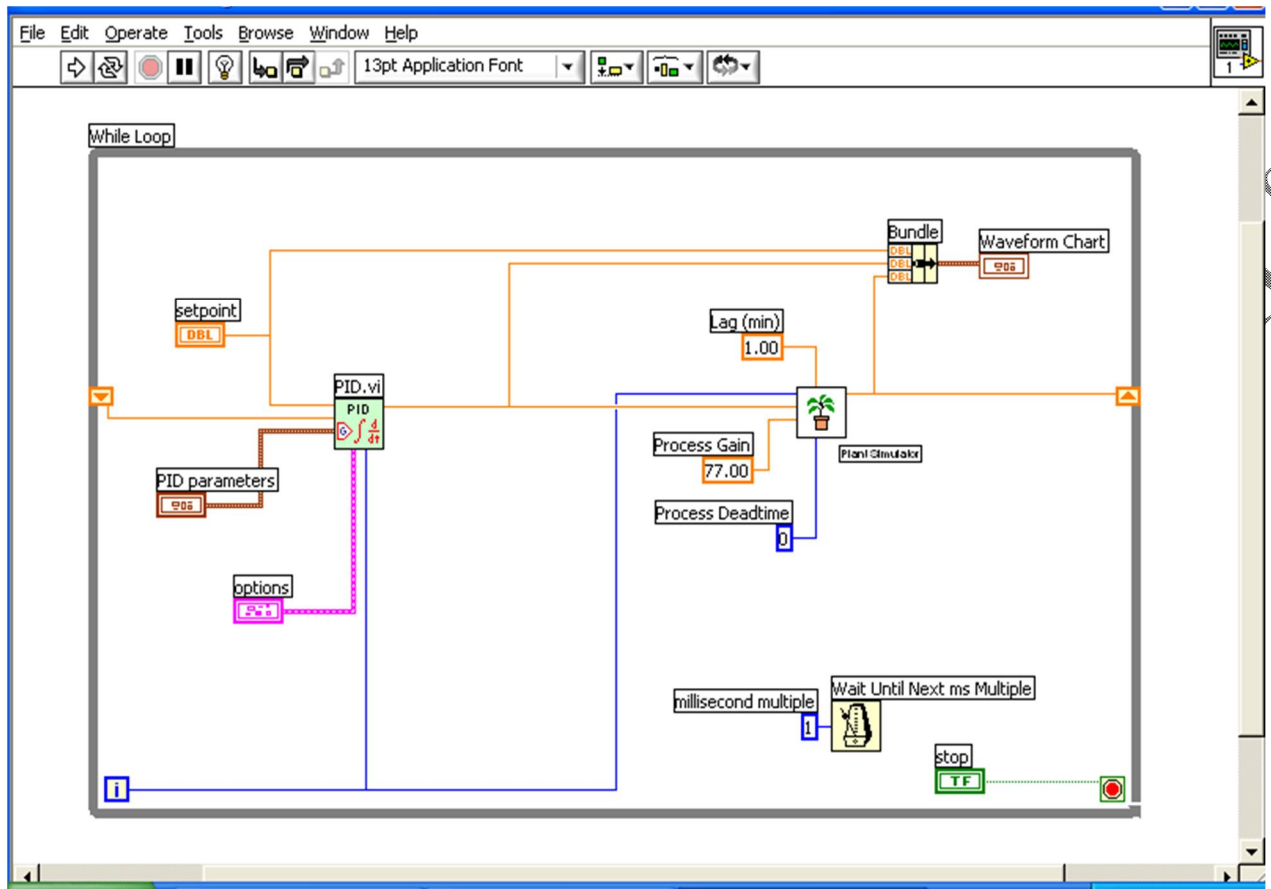 File Edit Operate Tools Browse Window Help
13pt Application Font
1
While Loop
Bundle
DBL
DBL
DBL
Waveform Chart
setpoint
DBL
Lag (min)
1.00
PID.vi
PID
G ∫ d/dt
Process Gain
77.00
Plant Simulator
PID parameters
Process Deadtime
0
options
millisecond multiple
1
Wait Until Next ms Multiple
stop
TF
i